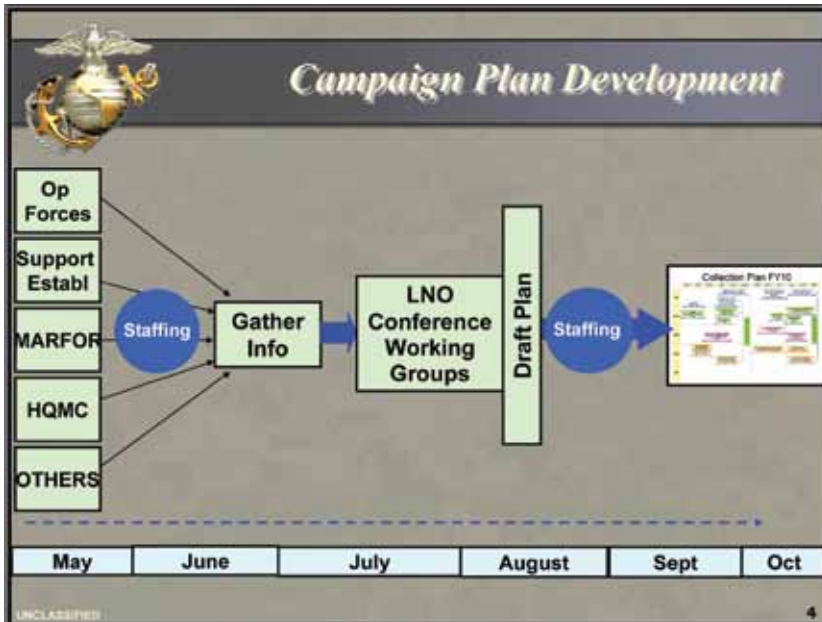 Campaign Plan Development
Op
Forces
Support
Establ
MARFOR
HQMC
OTHERS
Staffing
Gather
Info
LNO
Conference
Working
Groups
Draft Plan
Staffing
Collection Plan FY10
May
June
July
August
Sept
Oct
UNCLASSIFIED
4